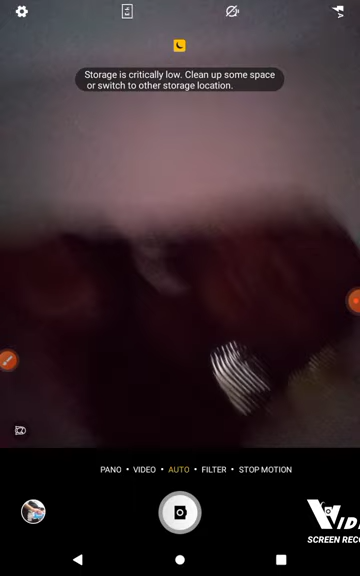 Storage is critically low. Clean up some space
or switch to other storage location.
PANO • VIDEO • AUTO • FILTER • STOP MOTION
SCREEN RECO